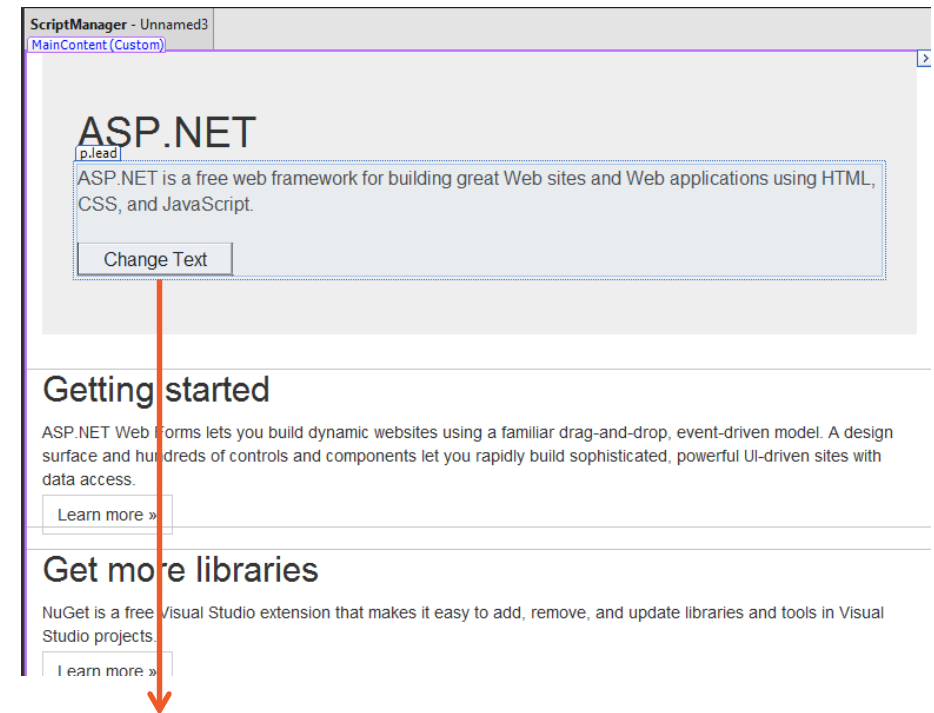 ScriptManager - Unnamed3
MainContent (Custom)
ASP.NET
p.lead
ASP.NET is a free web framework for building great Web sites and Web applications using HTML,
CSS, and JavaScript.
Change Text
Getting started
ASP.NET Web Forms lets you build dynamic websites using a familiar drag-and-drop, event-driven model. A design
surface and hundreds of controls and components let you rapidly build sophisticated, powerful UI-driven sites with
data access.
Learn more »
Get more libraries
NuGet is a free Visual Studio extension that makes it easy to add, remove, and update libraries and tools in Visual
Studio projects.
Learn more »